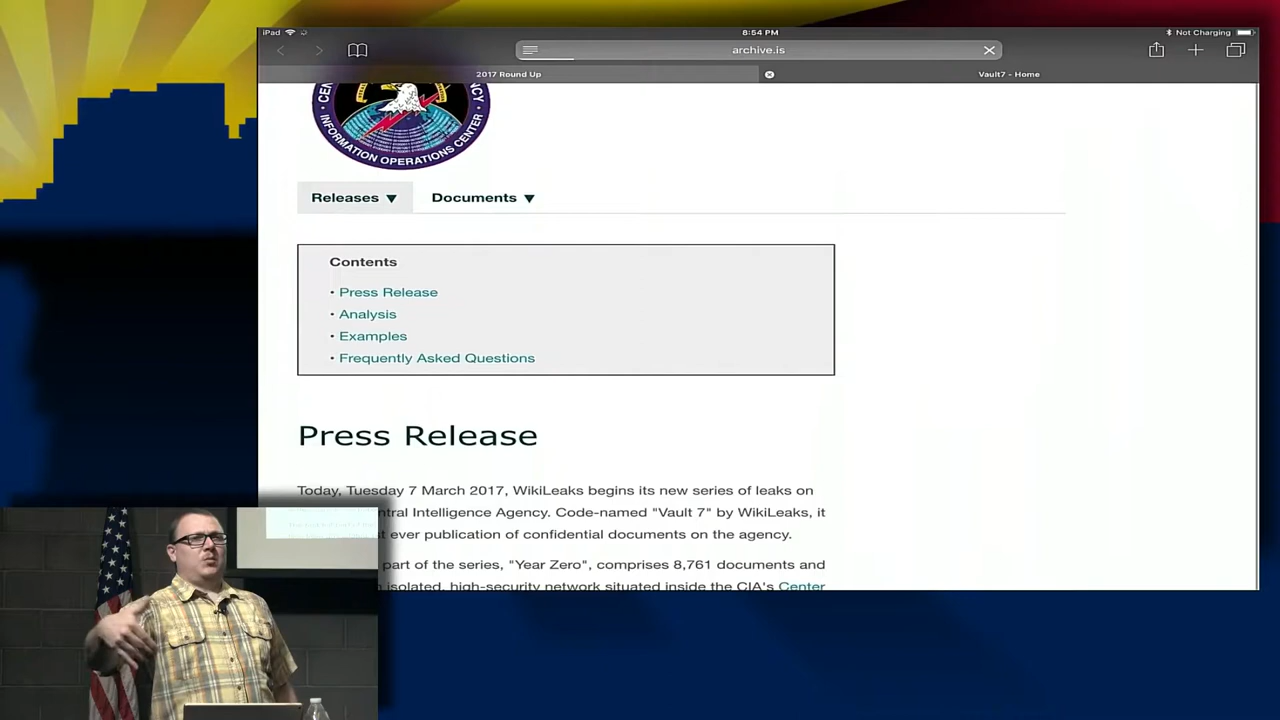 iPad
8:54 PM
Not Charging
archive.is
2017 Round Up
Vault7 - Home
INFORMATION OPERATIONS CENTER
Releases ▼
Documents ▼
Contents
• Press Release
• Analysis
• Examples
• Frequently Asked Questions
Press Release
Today, Tuesday 7 March 2017, WikiLeaks begins its new series of leaks on
Central Intelligence Agency. Code-named "Vault 7" by WikiLeaks, it
ever publication of confidential documents on the agency.
part of the series, "Year Zero", comprises 8,761 documents and
isolated, high-security network situated inside the CIA's Center